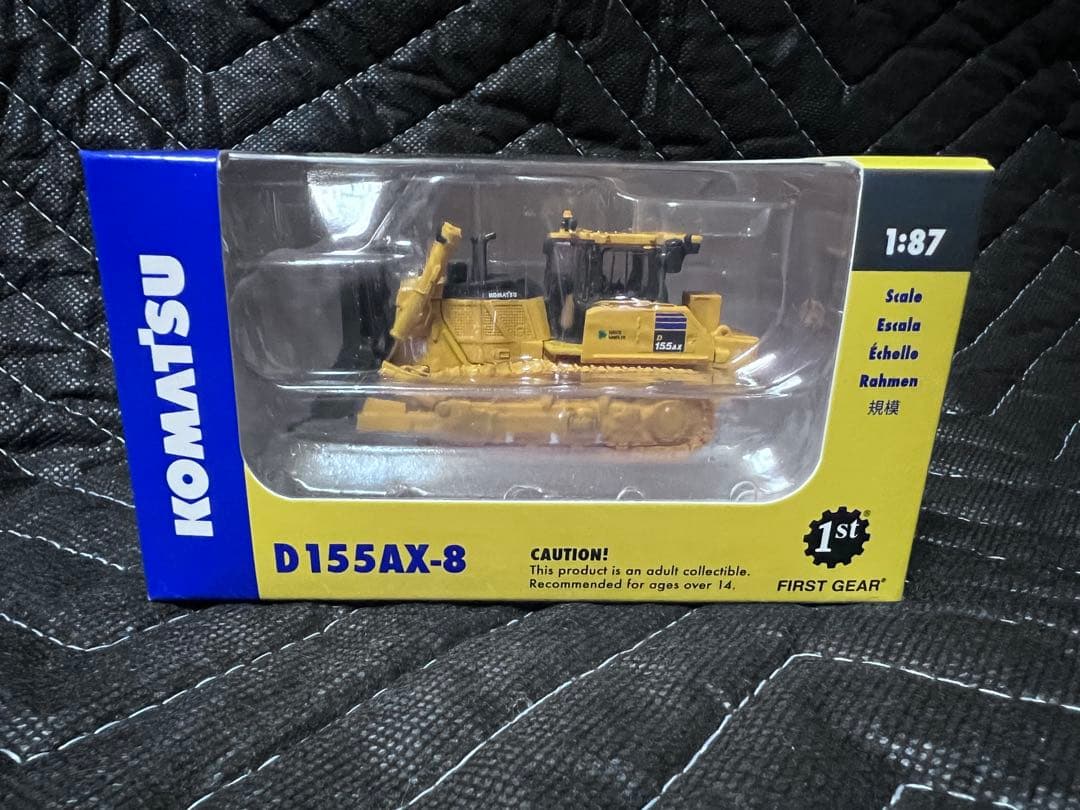 KOMATSU
1:87
Scale
Escala
Échelle
Rahmen
規模
KOMATSU
D
155AX
1st®
FIRST GEAR®
D155AX-8
CAUTION!
This product is an adult collectible.
Recommended for ages over 14.